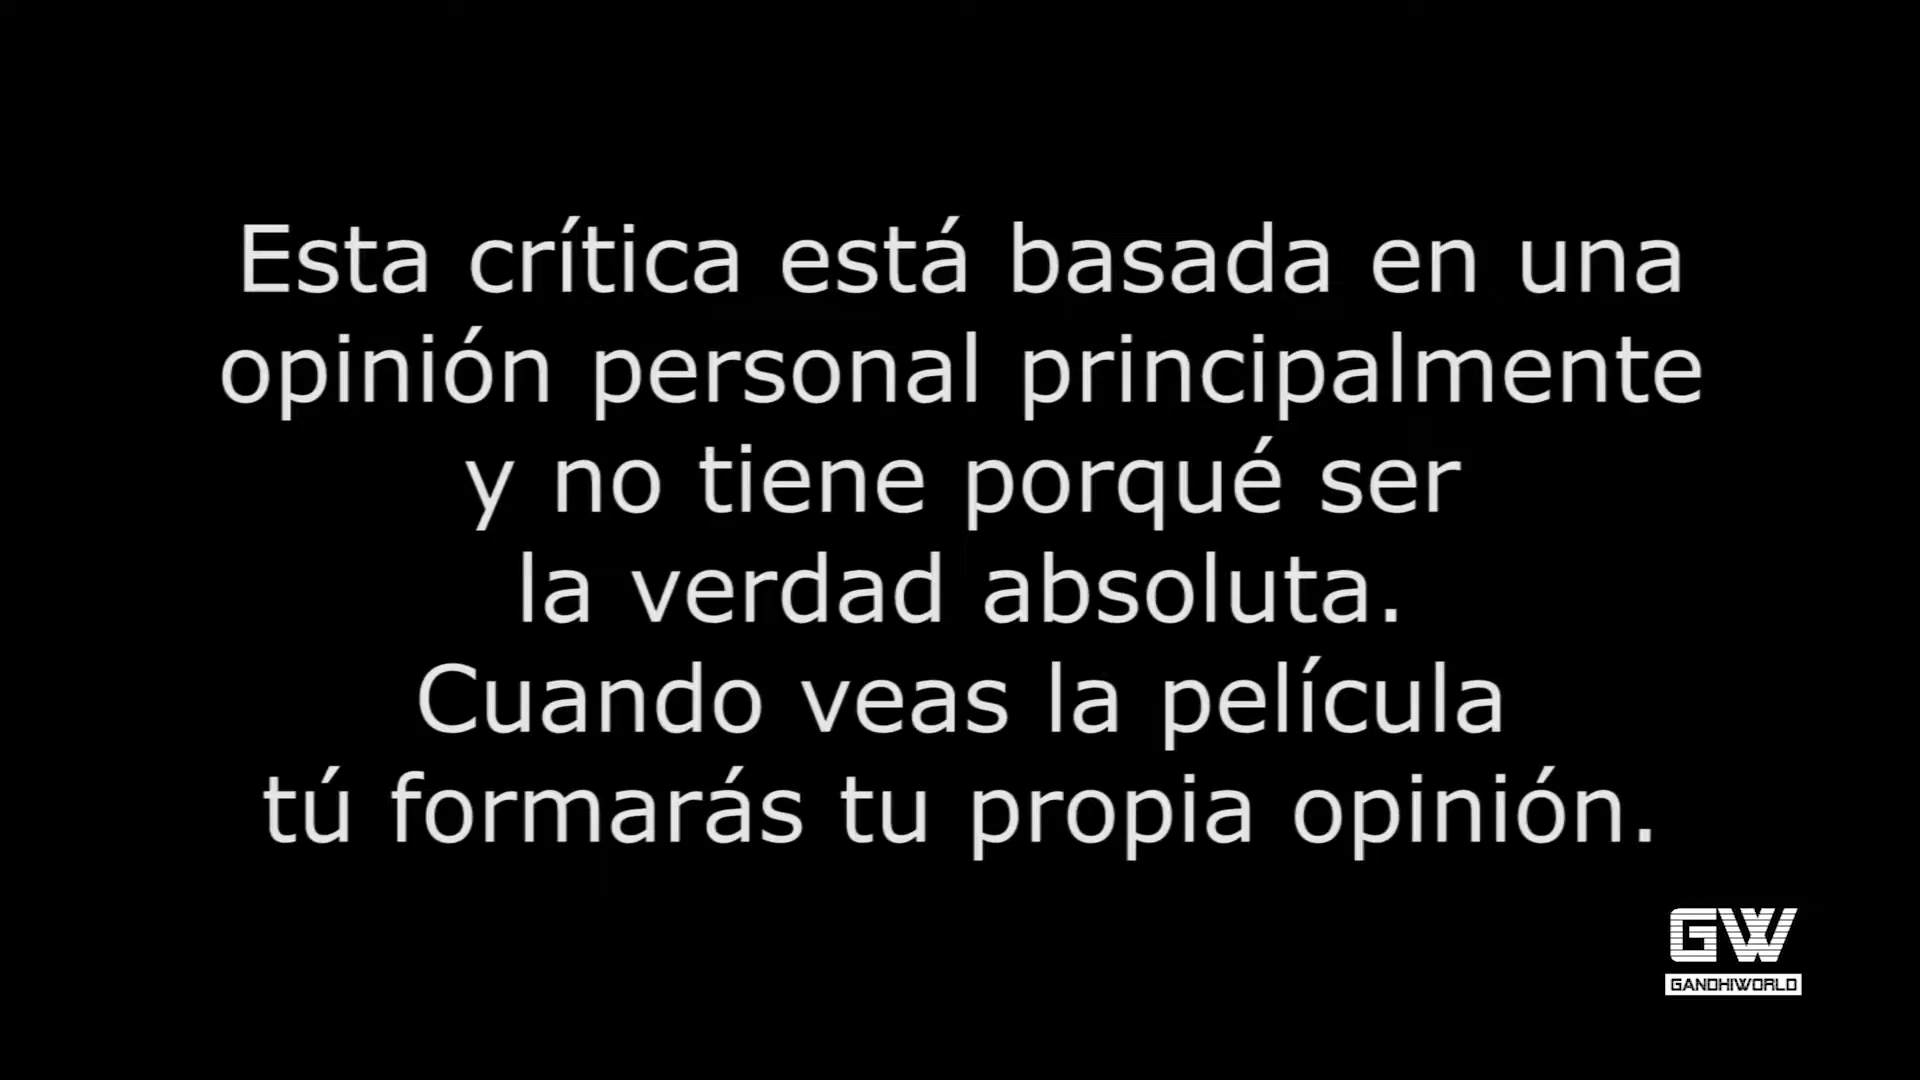 Esta crítica está basada en una
opinión personal principalmente
y no tiene porqué ser
la verdad absoluta.
Cuando veas la película
tú formarás tu propia opinión.
GW
GANDHIWORLD